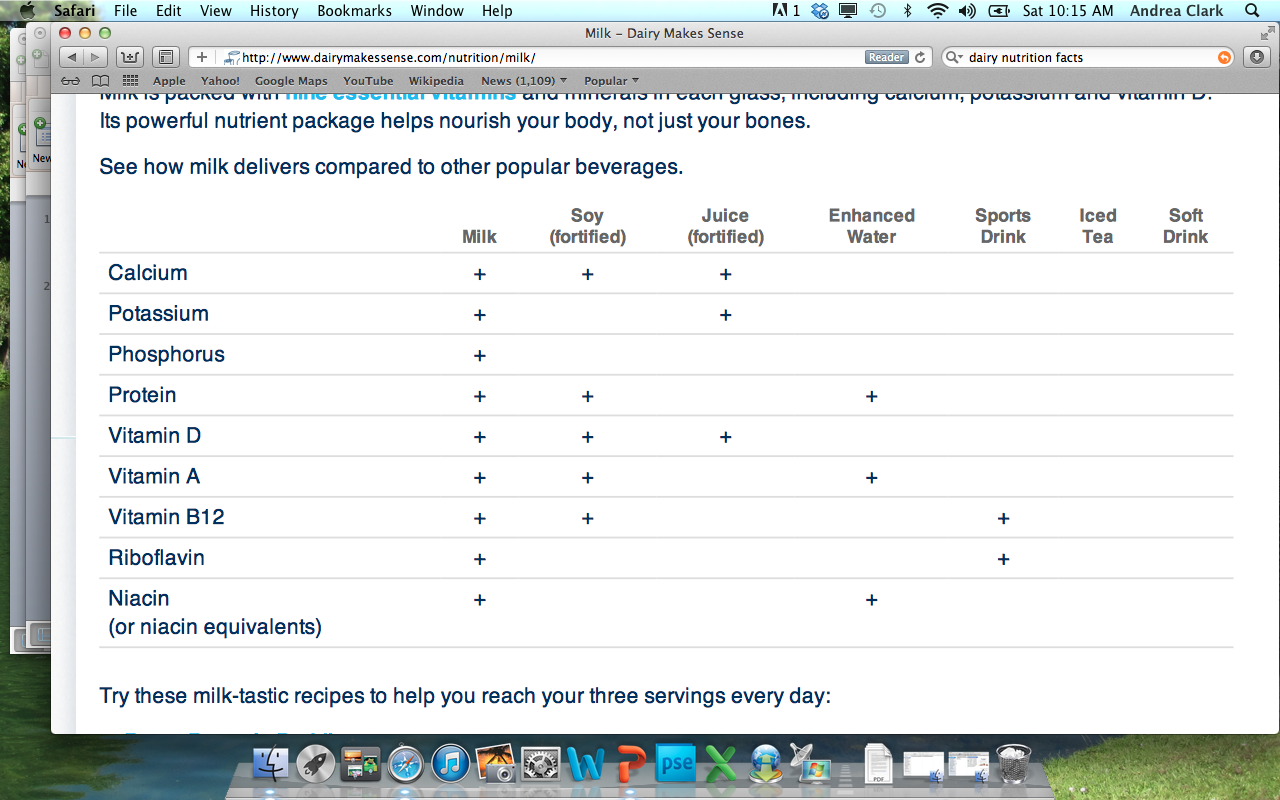 Safari File Edit View History Bookmarks Window Help 1 Sat 10:15 AM Andrea Clark
Milk – Dairy Makes Sense
http://www.dairymakessense.com/nutrition/milk/ Reader dairy nutrition facts
Apple Yahoo! Google Maps YouTube Wikipedia News (1,109) Popular
Milk is packed with nine essential vitamins and minerals in each glass, including calcium, potassium and vitamin D.
Its powerful nutrient package helps nourish your body, not just your bones.
See how milk delivers compared to other popular beverages.
Soy Juice Enhanced Sports Iced Soft
Milk (fortified) (fortified) Water Drink Tea Drink
Calcium + + +
Potassium + +
Phosphorus +
Protein + + +
Vitamin D + + +
Vitamin A + + +
Vitamin B12 + + +
Riboflavin + +
Niacin + +
(or niacin equivalents)
Try these milk-tastic recipes to help you reach your three servings every day:
New
1
2
W P pse X
PDF